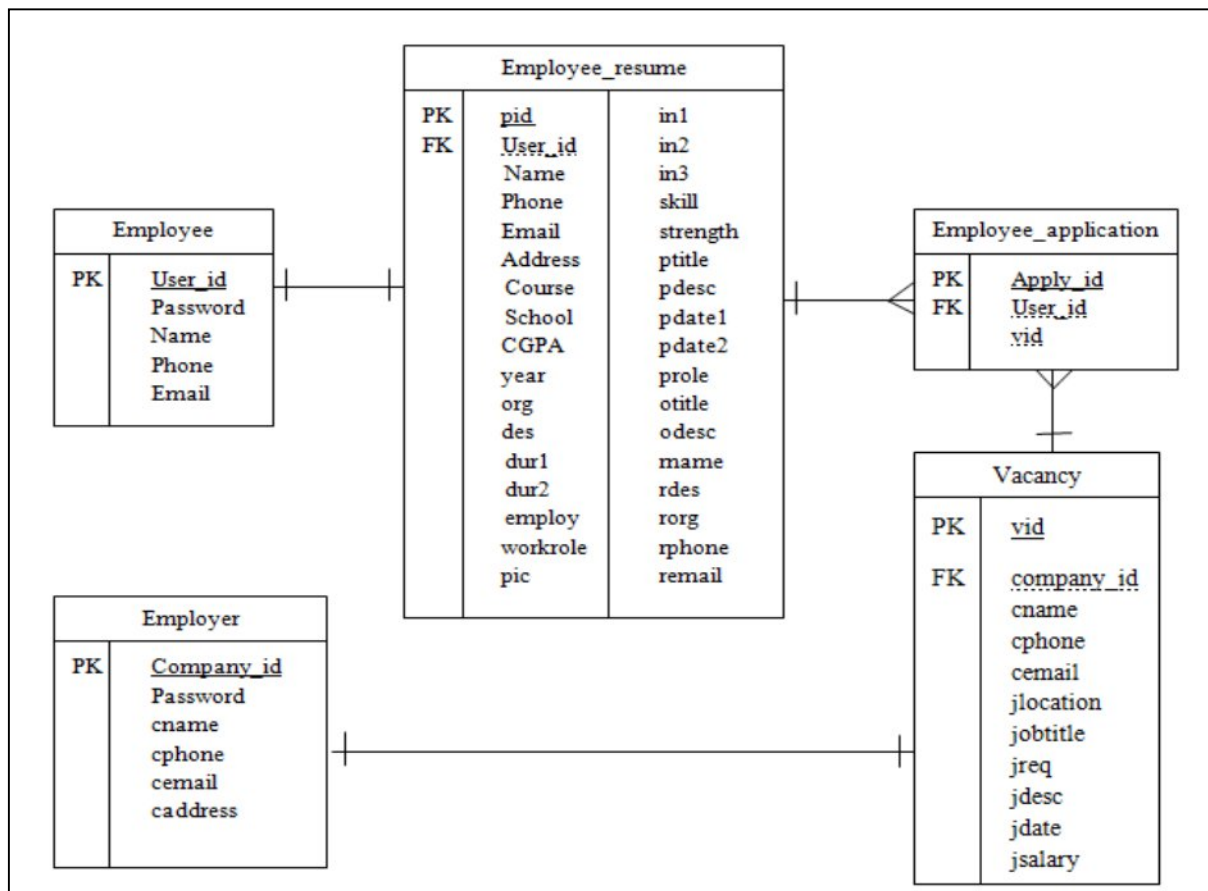 Employee_resume
PK pid in1
FK User_id in2
Name in3
Phone skill
Email strength
Address ptitle
Course pdesc
School pdate1
CGPA pdate2
year prole
org otitle
des odesc
dur1 mame
dur2 rdes
employ rorg
workrole rphone
pic remail
Employee
PK User_id
Password
Name
Phone
Email
Employee_application
PK Apply_id
FK User_id
vid
Employer
PK Company_id
Password
cname
cphone
cemail
caddress
Vacancy
PK vid
FK company_id
cname
cphone
cemail
jlocation
jobtitle
jreq
jdesc
jdate
jsalary